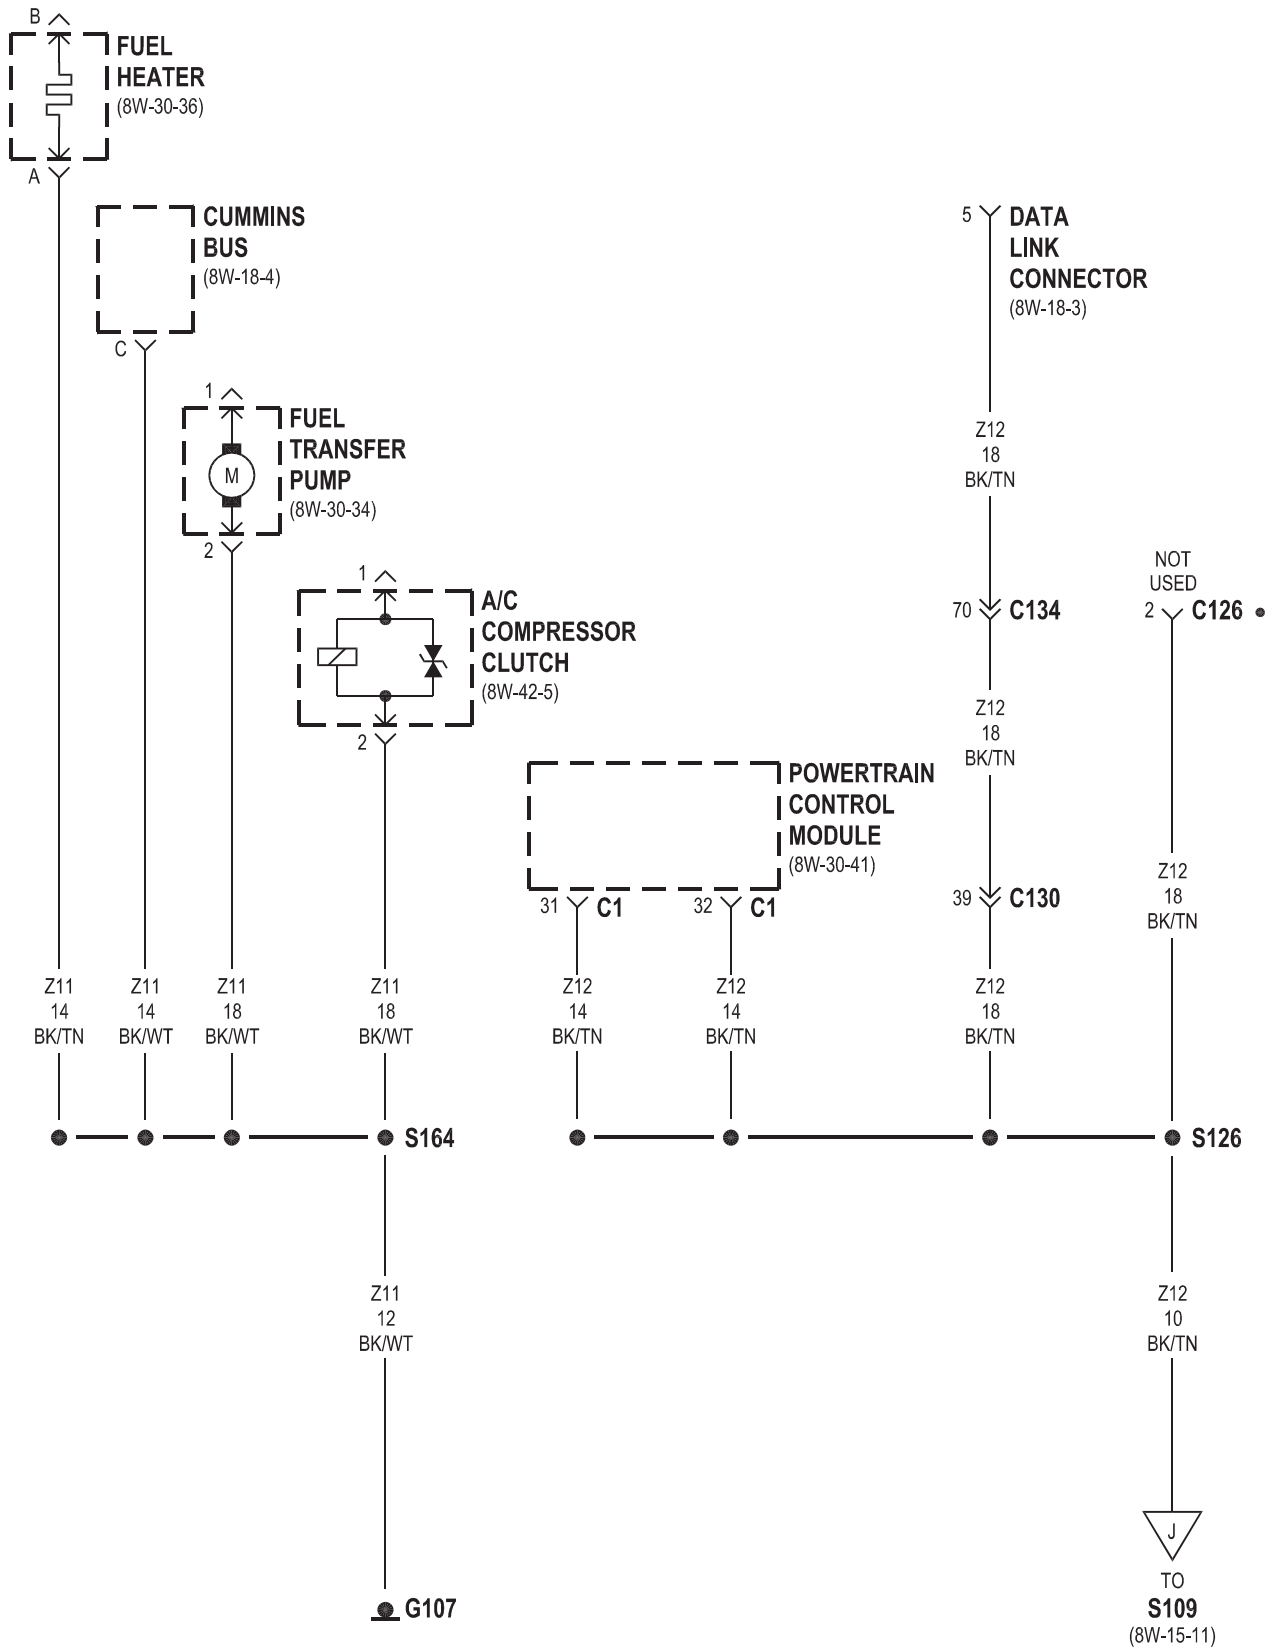 B
FUEL
HEATER
(8W-30-36)
A
CUMMINS
BUS
(8W-18-4)
C
5
DATA
LINK
CONNECTOR
(8W-18-3)
1
FUEL
TRANSFER
PUMP
(8W-30-34)
M
2
Z12
18
BK/TN
1
A/C
COMPRESSOR
CLUTCH
(8W-42-5)
2
70
C134
NOT
USED
2
C126
Z12
18
BK/TN
POWERTRAIN
CONTROL
MODULE
(8W-30-41)
31
C1
32
C1
39
C130
Z12
18
BK/TN
Z11
14
BK/TN
Z11
14
BK/WT
Z11
18
BK/WT
Z11
18
BK/WT
Z12
14
BK/TN
Z12
14
BK/TN
Z12
18
BK/TN
S164
S126
Z11
12
BK/WT
Z12
10
BK/TN
J
G107
TO
S109
(8W-15-11)